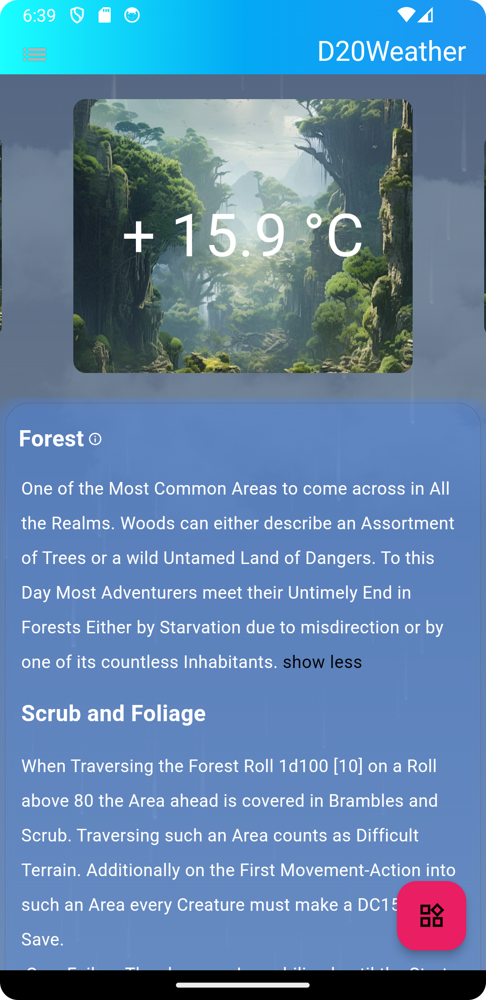 6:39
D20Weather
+ 15.9 °C
Forest
One of the Most Common Areas to come across in All
the Realms. Woods can either describe an Assortment
of Trees or a wild Untamed Land of Dangers. To this
Day Most Adventurers meet their Untimely End in
Forests Either by Starvation due to misdirection or by
one of its countless Inhabitants. show less
Scrub and Foliage
When Traversing the Forest Roll 1d100 [10] on a Roll
above 80 the Area ahead is covered in Brambles and
Scrub. Traversing such an Area counts as Difficult
Terrain. Additionally on the First Movement-Action into
such an Area every Creature must make a DC15
Save.